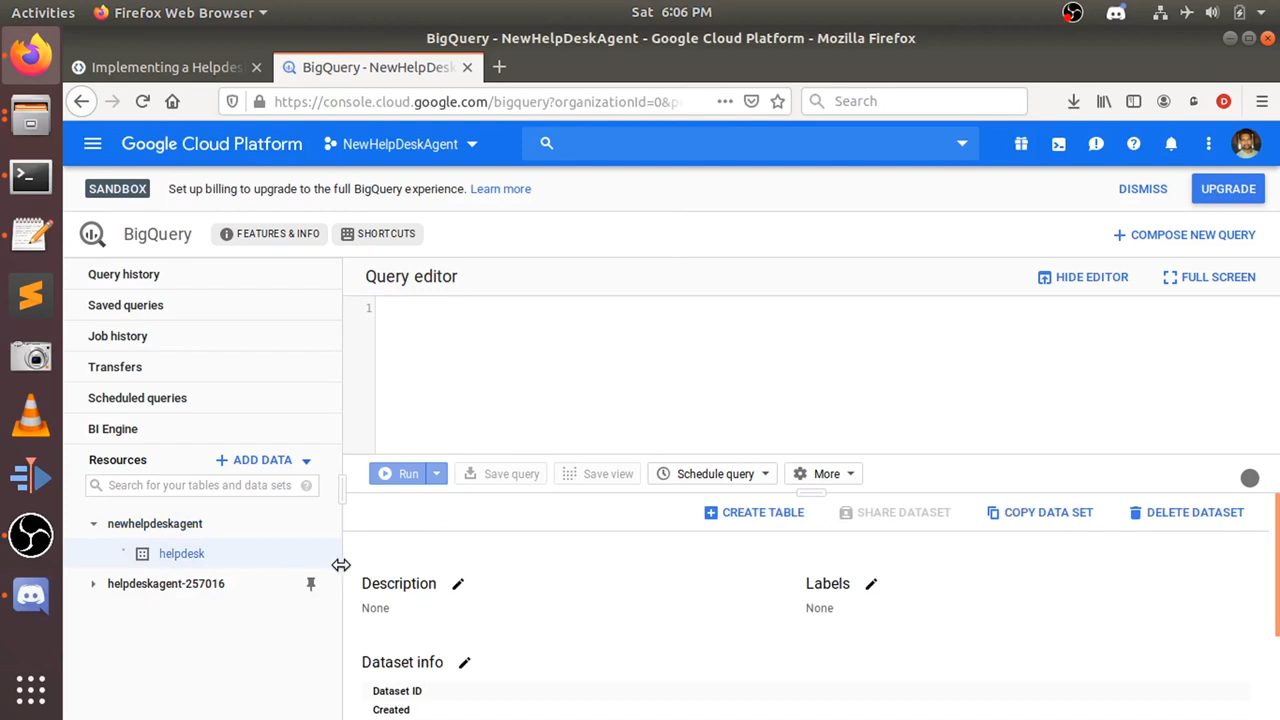 Activities
Firefox Web Browser
Sat 6:06 PM
BigQuery - NewHelpDeskAgent - Google Cloud Platform - Mozilla Firefox
Implementing a Helpdes
BigQuery - NewHelpDesk
https://console.cloud.google.com/bigquery?organizationId=0&p
Search
Google Cloud Platform
NewHelpDeskAgent
SANDBOX
Set up billing to upgrade to the full BigQuery experience. Learn more
DISMISS
UPGRADE
BigQuery
FEATURES & INFO
SHORTCUTS
COMPOSE NEW QUERY
Query history
Saved queries
Job history
Transfers
Scheduled queries
BI Engine
Resources
ADD DATA
Search for your tables and data sets
newhelpdeskagent
helpdesk
helpdeskagent-257016
Query editor
HIDE EDITOR
FULL SCREEN
1
Run
Save query
Save view
Schedule query
More
CREATE TABLE
SHARE DATASET
COPY DATA SET
DELETE DATASET
Description
None
Labels
None
Dataset info
Dataset ID
Created